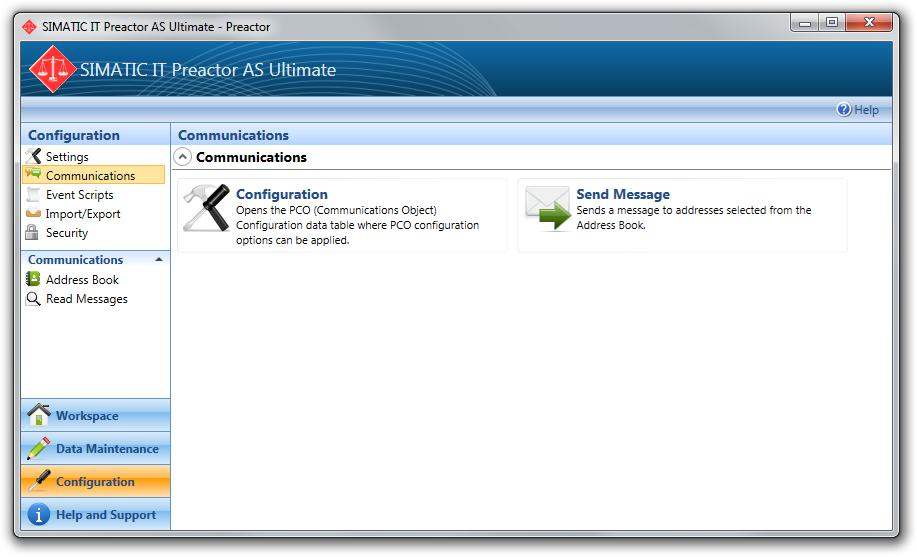 SIMATIC IT Preactor AS Ultimate - Preactor
SIMATIC IT Preactor AS Ultimate
Help
Configuration
Settings
Communications
Event Scripts
Import/Export
Security
Communications
Address Book
Read Messages
Workspace
Data Maintenance
Configuration
Help and Support
Communications
Communications
Configuration
Opens the PCO (Communications Object)
Configuration data table where PCO configuration
options can be applied.
Send Message
Sends a message to addresses selected from the
Address Book.